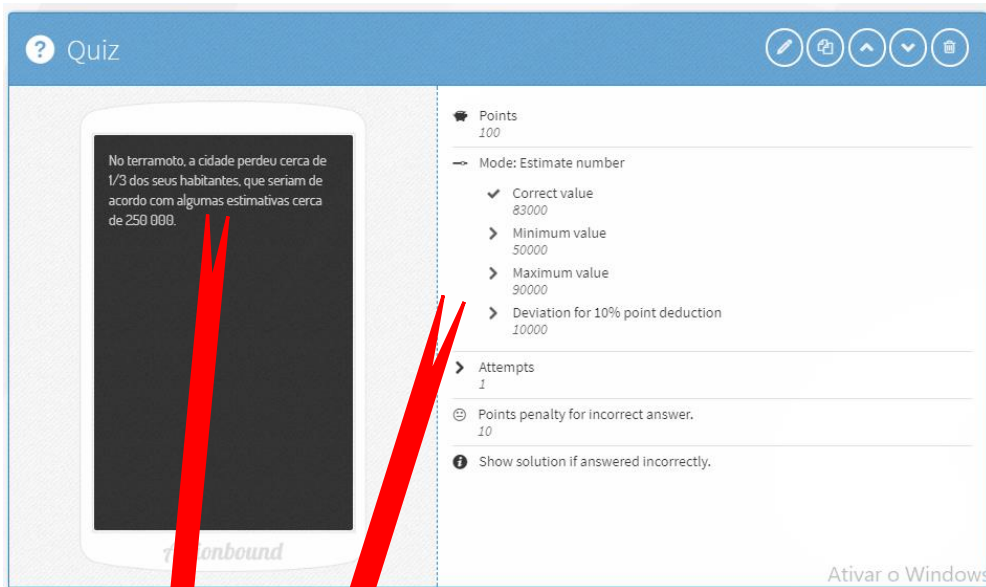 ? Quiz
No terramoto, a cidade perdeu cerca de
1/3 dos seus habitantes, que seriam de
acordo com algumas estimativas cerca
de 250 000.
Points
100
Mode: Estimate number
Correct value
83000
Minimum value
50000
Maximum value
90000
Deviation for 10% point deduction
10000
Attempts
1
Points penalty for incorrect answer.
10
Show solution if answered incorrectly.
Ativar o Windows